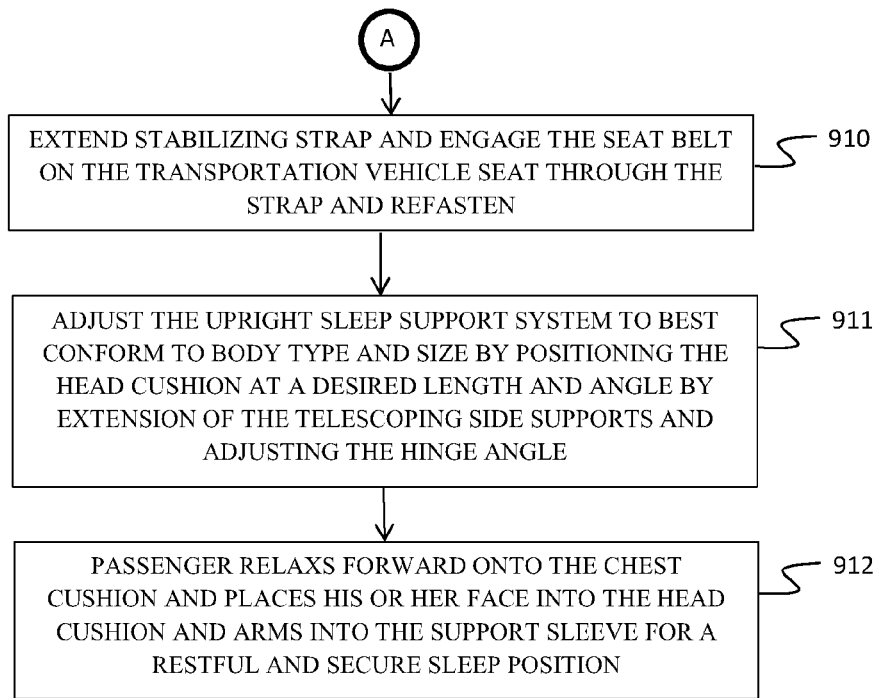 A
EXTEND STABILIZING STRAP AND ENGAGE THE SEAT BELT
ON THE TRANSPORTATION VEHICLE SEAT THROUGH THE
STRAP AND REFASTEN
910
ADJUST THE UPRIGHT SLEEP SUPPORT SYSTEM TO BEST
CONFORM TO BODY TYPE AND SIZE BY POSITIONING THE
HEAD CUSHION AT A DESIRED LENGTH AND ANGLE BY
EXTENSION OF THE TELESCOPING SIDE SUPPORTS AND
ADJUSTING THE HINGE ANGLE
911
PASSENGER RELAXS FORWARD ONTO THE CHEST
CUSHION AND PLACES HIS OR HER FACE INTO THE HEAD
CUSHION AND ARMS INTO THE SUPPORT SLEEVE FOR A
RESTFUL AND SECURE SLEEP POSITION
912